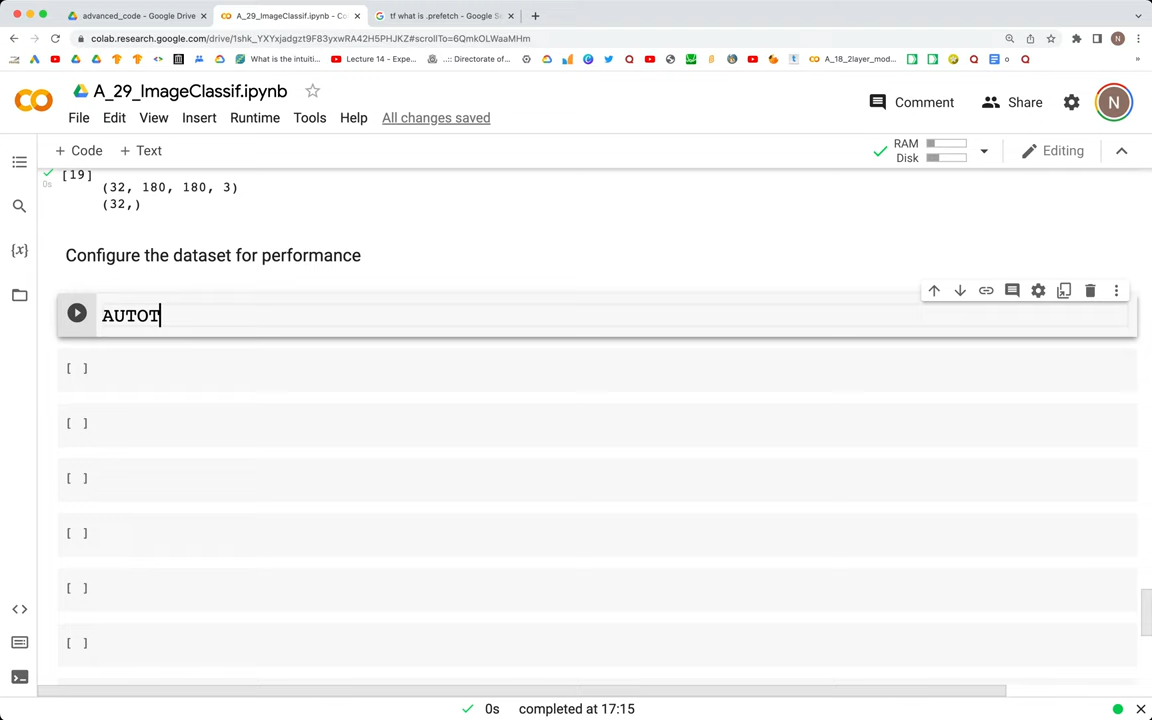 advanced_code - Google Drive
A_29_ImageClassif.ipynb - Co
tf what is .prefetch - Google Se
colab.research.google.com/drive/1shk_YXYxjadgzt9F83yxwRA42H5PHJKZ#scrollTo=6QmkOLWaaMHm
N
What is the intuiti...
Lecture 14 - Expe...
..:: Directorate of...
A_18_2layer_mod...
o
»
A_29_ImageClassif.ipynb
Comment
Share
N
File Edit View Insert Runtime Tools Help All changes saved
+ Code + Text
RAM
Disk
Editing
[19]
0s
(32, 180, 180, 3)
(32,)
Configure the dataset for performance
AUTOT
[ ]
[ ]
[ ]
[ ]
[ ]
[ ]
{x}
0s completed at 17:15